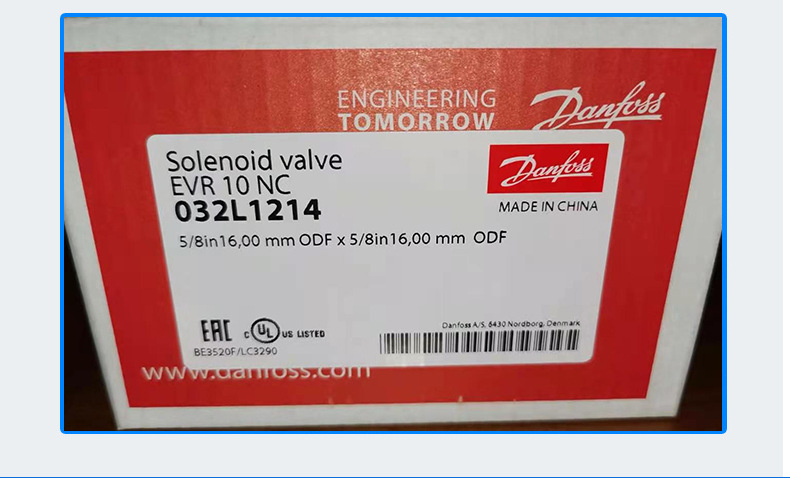 ENGINEERING
TOMORROW
Danfoss
Solenoid valve
EVR 10 NC
032L1214
Danfoss
MADE IN CHINA
5/8in16,00 mm ODF x 5/8in16,00 mm ODF
EAC
c UL US LISTED
BE3520F/LC3290
Danfoss A/S, 6430 Nordborg, Denmark
www.danfoss.com